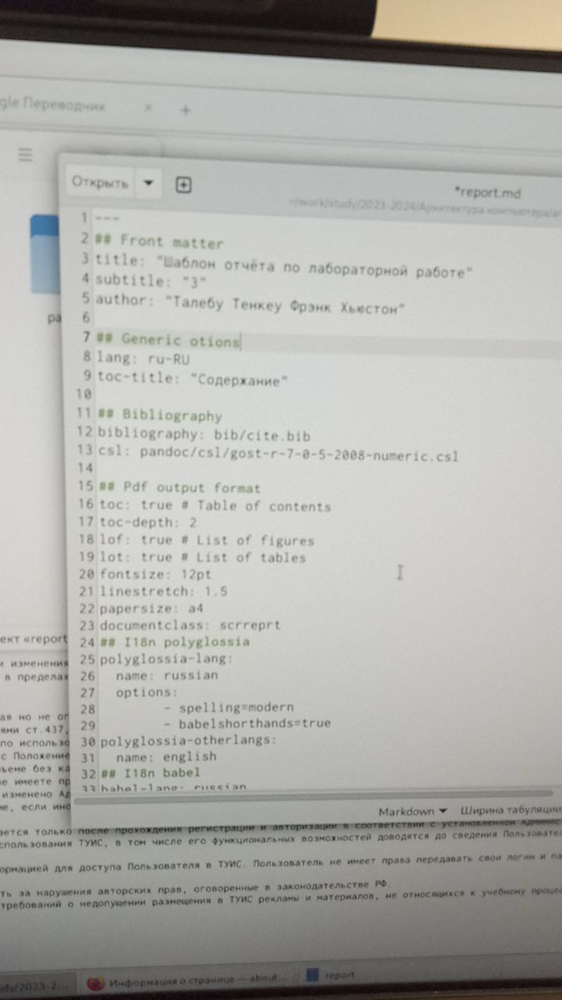 gle Переводчик × +
Открыть
*report.md
~/work/study/2023-2024/Архитектура компьютера/ar
1 ---
2 ## Front matter
3 title: "Шаблон отчёта по лабораторной работе"
4 subtitle: "3"
5 author: "Талебу Тенкеу Фрэнк Хьюстон"
6
7 ## Generic otions
8 lang: ru-RU
9 toc-title: "Содержание"
10
11 ## Bibliography
12 bibliography: bib/cite.bib
13 csl: pandoc/csl/gost-r-7-0-5-2008-numeric.csl
14
15 ## Pdf output format
16 toc: true # Table of contents
17 toc-depth: 2
18 lof: true # List of figures
19 lot: true # List of tables
20 fontsize: 12pt
21 linestretch: 1.5
22 papersize: a4
23 documentclass: scrreprt
24 ## I18n polyglossia
25 polyglossia-lang:
26 name: russian
27 options:
28 - spelling=modern
29 - babelshorthands=true
30 polyglossia-otherlangs:
31 name: english
32 ## I18n babel
33 babel-lang: russian
Markdown Ширина табуляции
ра
ект «report
и изменения
в пределах
ая но не ог
ями ст.437,
по использо
с Положение
ъеме без ка
е имеете пр
изменено Ад
ие, если ино
ается только после прохождения регистрации и авторизации в соответствии с установленной Админис
спользования ТУИС, в том числе его функциональных возможностей доводятся до сведения Пользовател
ормацией для доступа Пользователя в ТУИС. Пользователь не имеет права передавать свои логин и па
ть за нарушения авторских прав, оговоренные в законодательстве РФ.
требований о недопущении размещения в ТУИС рекламы и материалов, не относящихся к учебному процес
dy/2023-2... Информация о странице — about... report